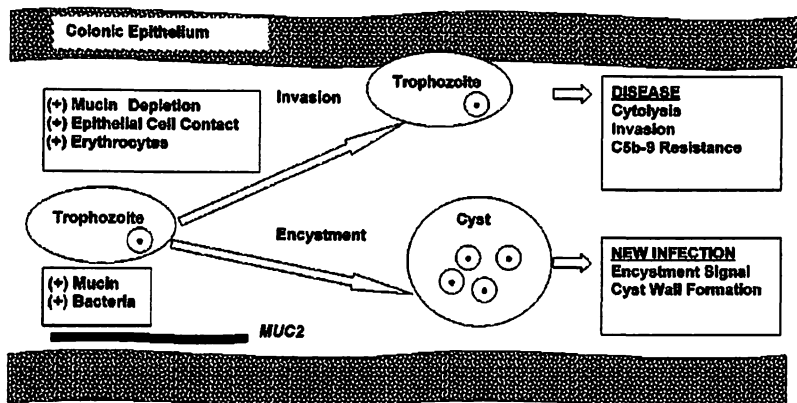 Colonic Epithelium
(+) Mucin Depletion
(+) Epithelial Cell Contact
(+) Erythrocytes
Invasion
Trophozoite
DISEASE
Cytolysis
Invasion
C5b-9 Resistance
Trophozoite
Encystment
Cyst
NEW INFECTION
Encystment Signal
Cyst Wall Formation
(+) Mucin
(+) Bacteria
MUC2